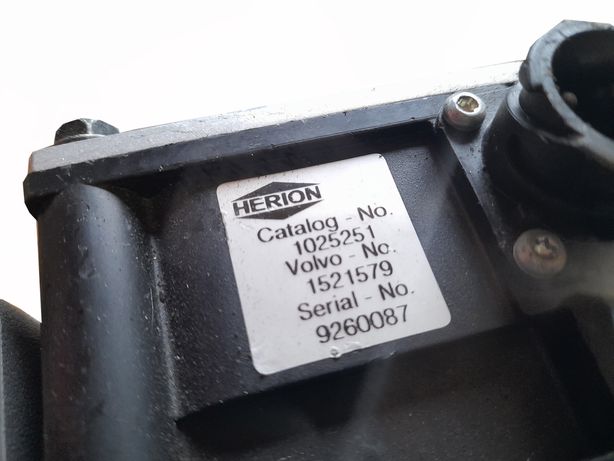 HERION
Catalog - No.
1025251
Volvo - No.
1521579
Serial - No.
9260087